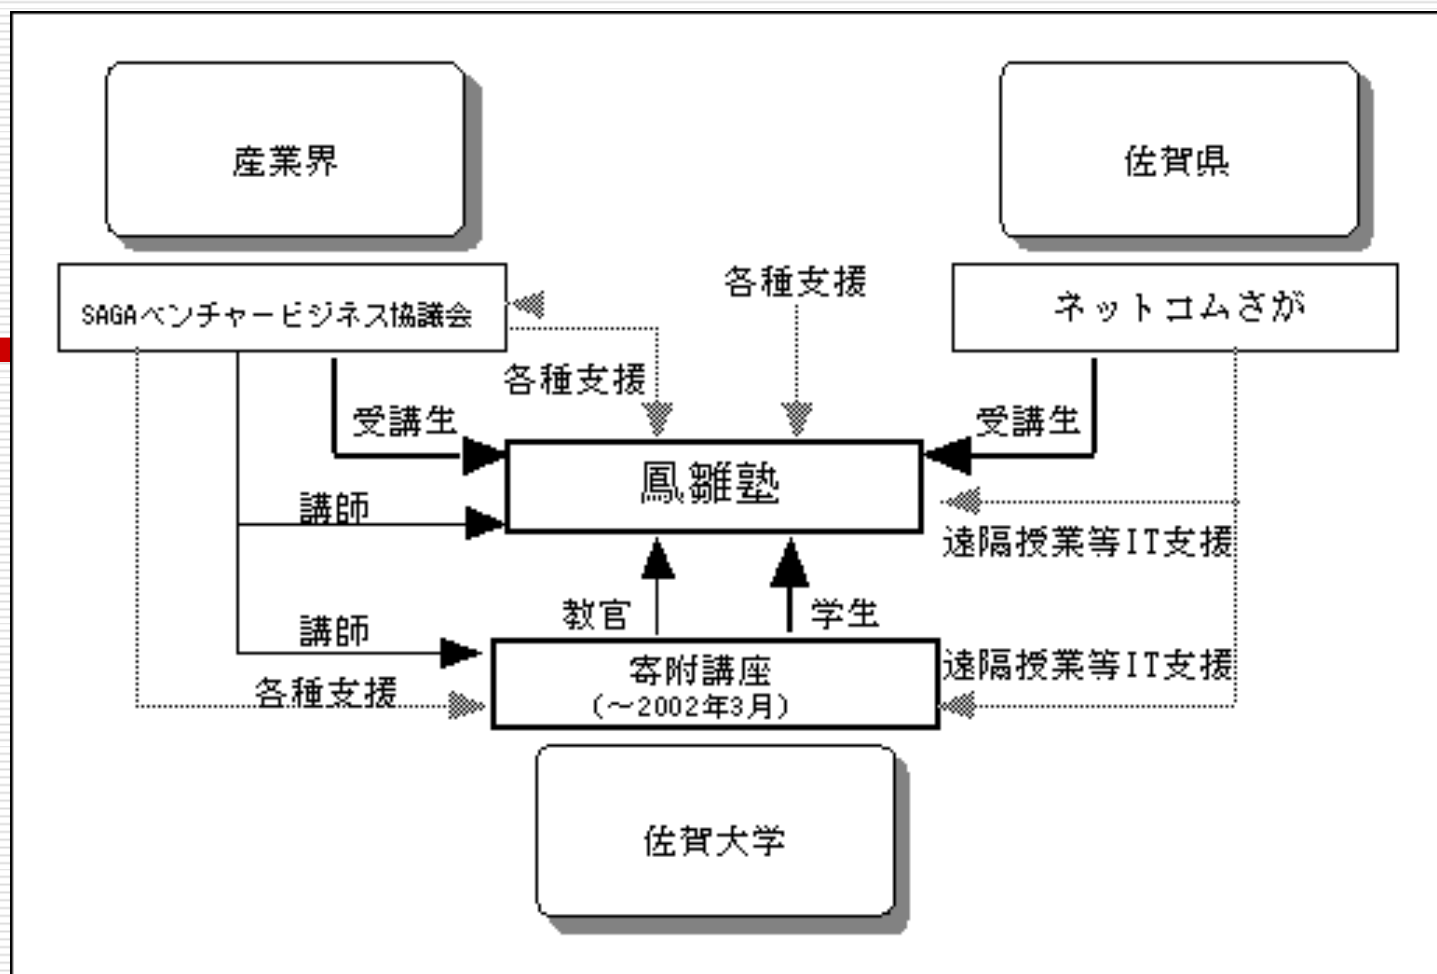 産業界
佐賀県
SAGAベンチャービジネス協議会
各種支援
ネットコムさが
各種支援
受講生
受講生
鳳雛塾
講師
遠隔授業等IT支援
教官
学生
講師
寄附講座
(～2002年3月)
遠隔授業等IT支援
各種支援
佐賀大学